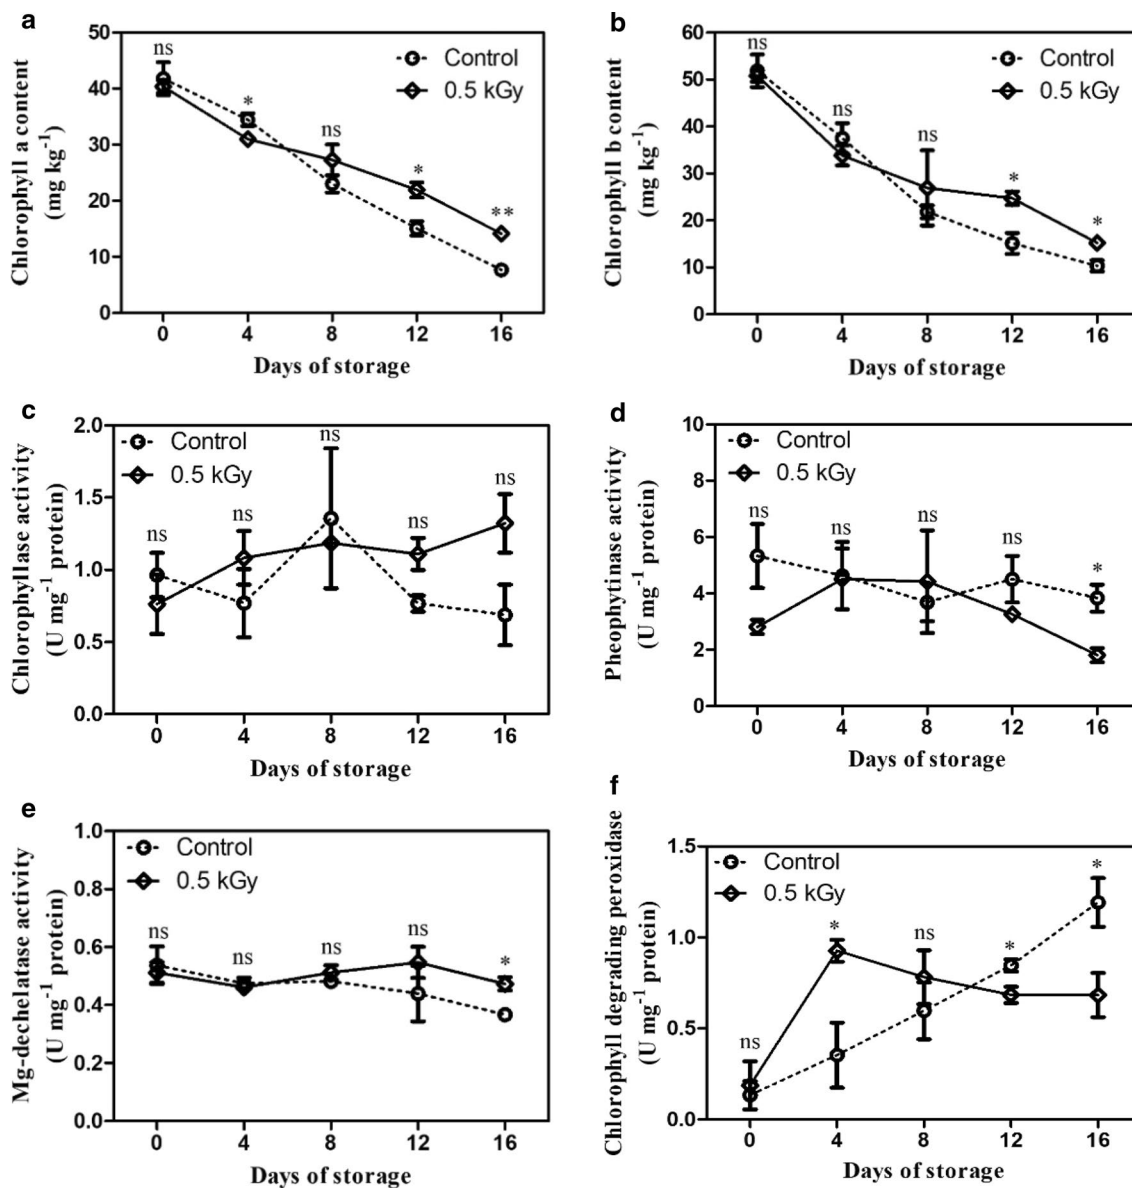 a
Chlorophyll a content
(mg kg⁻¹)
50
40
30
20
10
0
ns
*
ns
*
**
Control
0.5 kGy
0 4 8 12 16
Days of storage
b
Chlorophyll b content
(mg kg⁻¹)
60
50
40
30
20
10
0
ns
ns
ns
*
*
Control
0.5 kGy
0 4 8 12 16
Days of storage
c
Chlorophyllase activity
(U mg⁻¹ protein)
2.0
1.5
1.0
0.5
0.0
Control
0.5 kGy
ns
ns
ns
ns
ns
0 4 8 12 16
Days of storage
d
Pheophytinase activity
(U mg⁻¹ protein)
10
8
6
4
2
0
Control
0.5 kGy
ns
ns
ns
ns
*
0 4 8 12 16
Days of storage
e
Mg-dechelatase activity
(U mg⁻¹ protein)
1.0
0.8
0.6
0.4
0.2
0.0
Control
0.5 kGy
ns
ns
ns
ns
*
0 4 8 12 16
Days of storage
f
Chlorophyll degrading peroxidase
(U mg⁻¹ protein)
1.5
1.0
0.5
0.0
Control
0.5 kGy
ns
*
ns
*
*
0 4 8 12 16
Days of storage